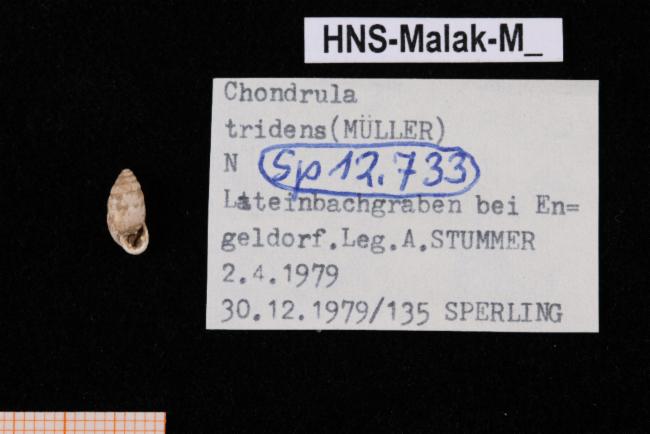 HNS-Malak-M_
Chondrula
tridens(MÜLLER)
N Sp 12.733
Lateinbachgraben bei En=
geldorf.Leg.A.STUMMER
2.4.1979
30.12.1979/135 SPERLING